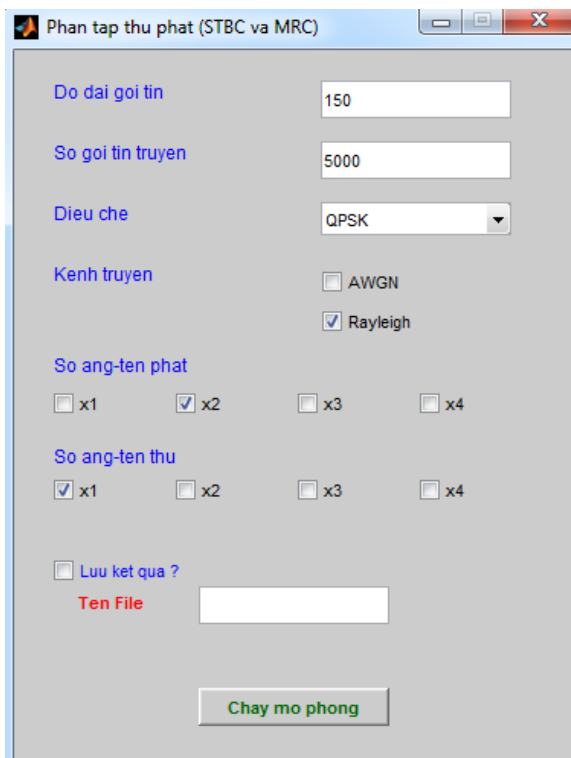 Phan tap thu phat (STBC va MRC)
Do dai goi tin 150
So goi tin truyen 5000
Dieu che QPSK
Kenh truyen AWGN
Rayleigh
So ang-ten phat
x1 x2 x3 x4
So ang-ten thu
x1 x2 x3 x4
Luu ket qua ?
Ten File
Chay mo phong